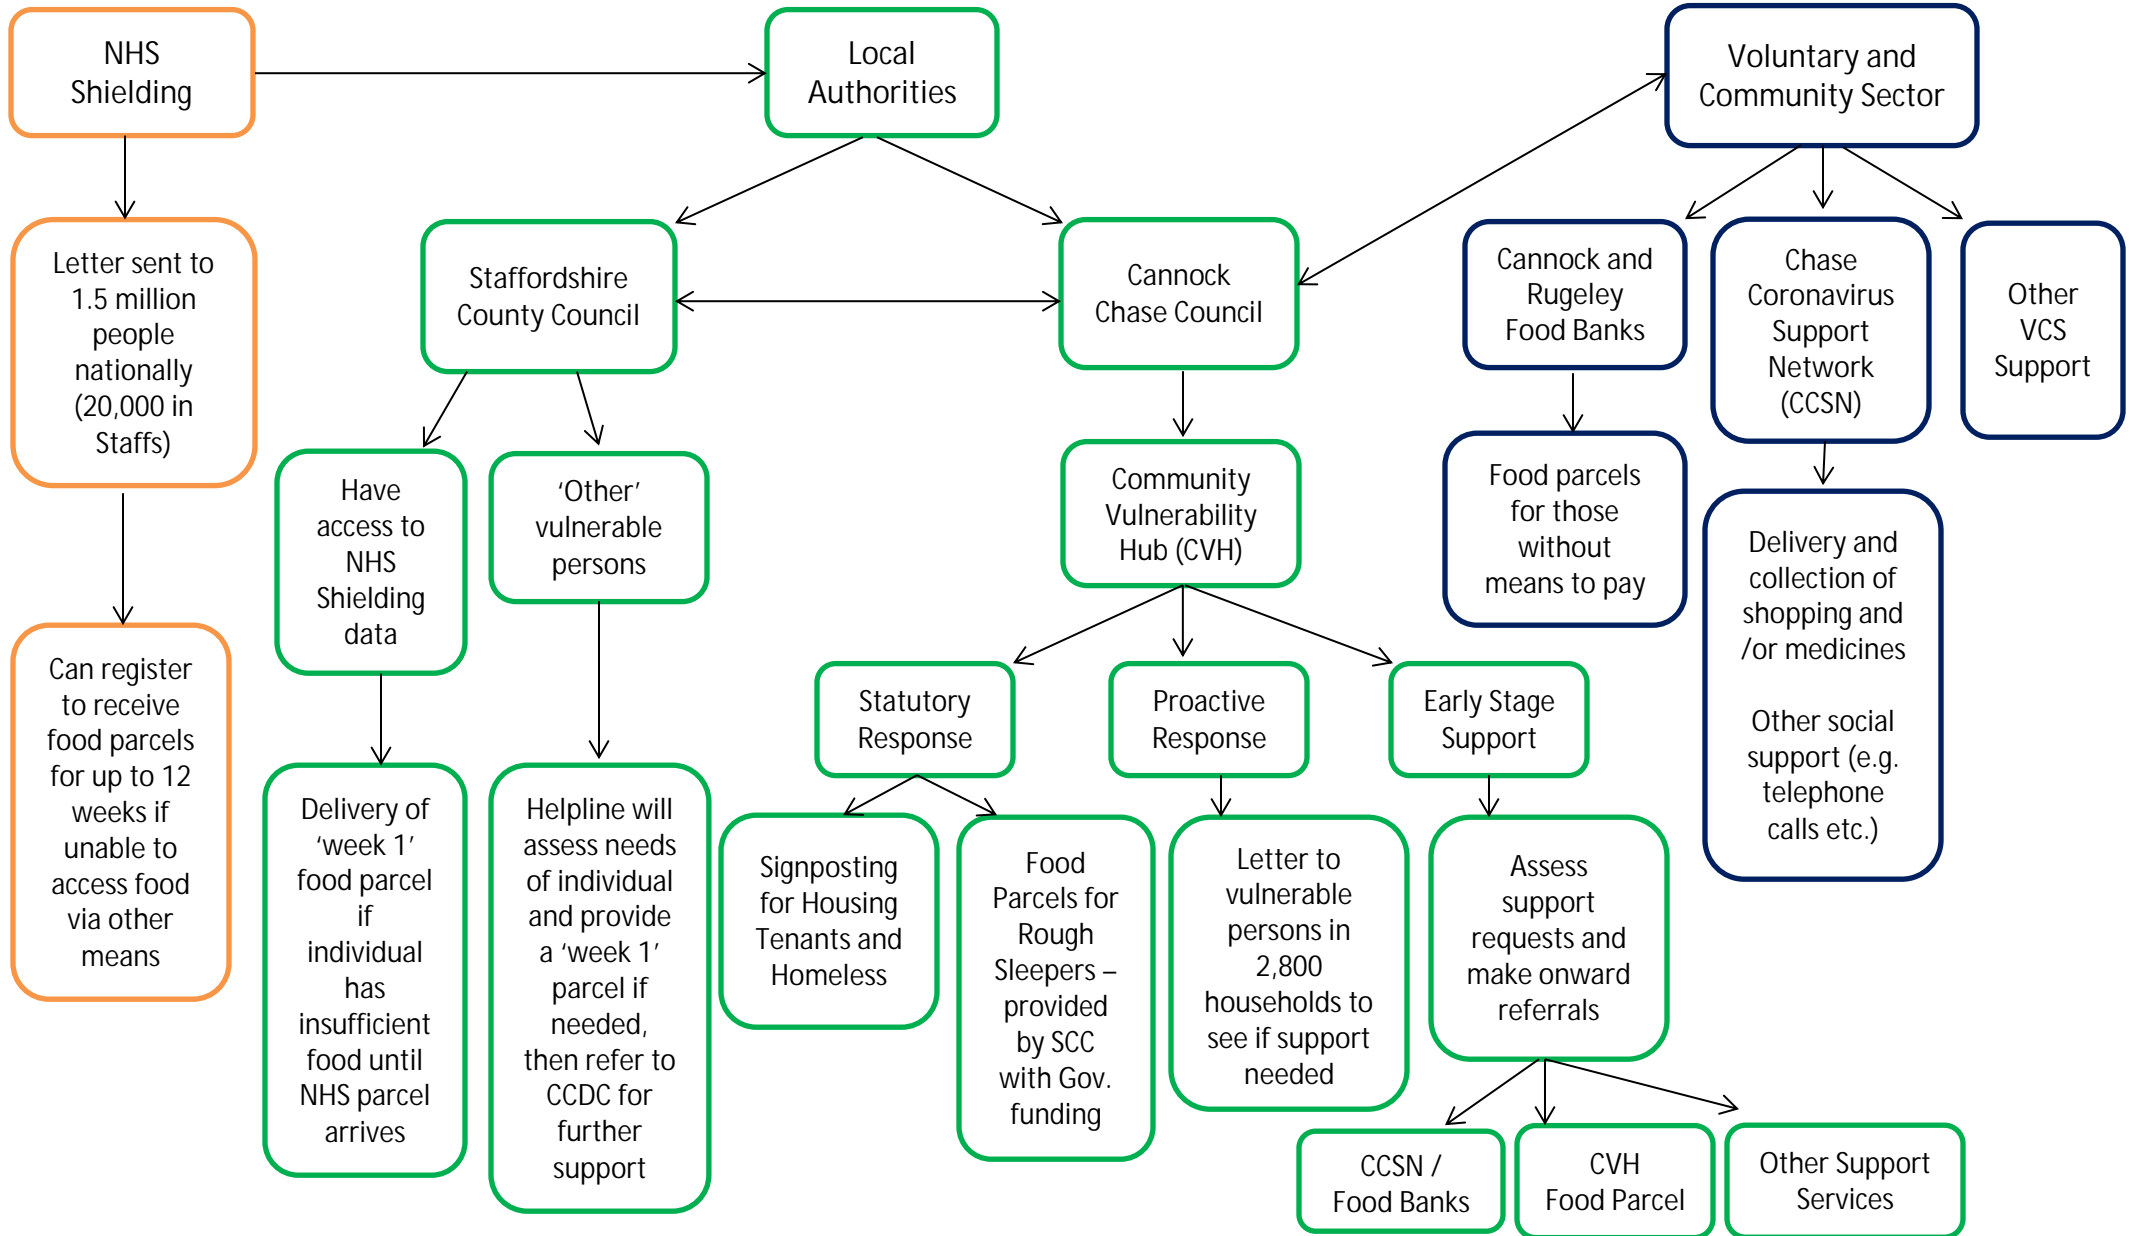 NHS
Shielding
Local
Authorities
Voluntary and
Community Sector
Letter sent to
1.5 million
people
nationally
(20,000 in
Staffs)
Staffordshire
County Council
Cannock
Chase Council
Cannock and
Rugeley
Food Banks
Chase
Coronavirus
Support
Network
(CCSN)
Other
VCS
Support
Have
access to
NHS
Shielding
data
‘Other’
vulnerable
persons
Community
Vulnerability
Hub (CVH)
Food parcels
for those
without
means to pay
Delivery and
collection of
shopping and
/or medicines
Other social
support (e.g.
telephone
calls etc.)
Can register
to receive
food parcels
for up to 12
weeks if
unable to
access food
via other
means
Statutory
Response
Proactive
Response
Early Stage
Support
Delivery of
‘week 1’
food parcel
if
individual
has
insufficient
food until
NHS parcel
arrives
Helpline will
assess needs
of individual
and provide
a ‘week 1’
parcel if
needed,
then refer to
CCDC for
further
support
Signposting
for Housing
Tenants and
Homeless
Food
Parcels for
Rough
Sleepers –
provided
by SCC
with Gov.
funding
Letter to
vulnerable
persons in
2,800
households to
see if support
needed
Assess
support
requests and
make onward
referrals
CCSN /
Food Banks
CVH
Food Parcel
Other Support
Services